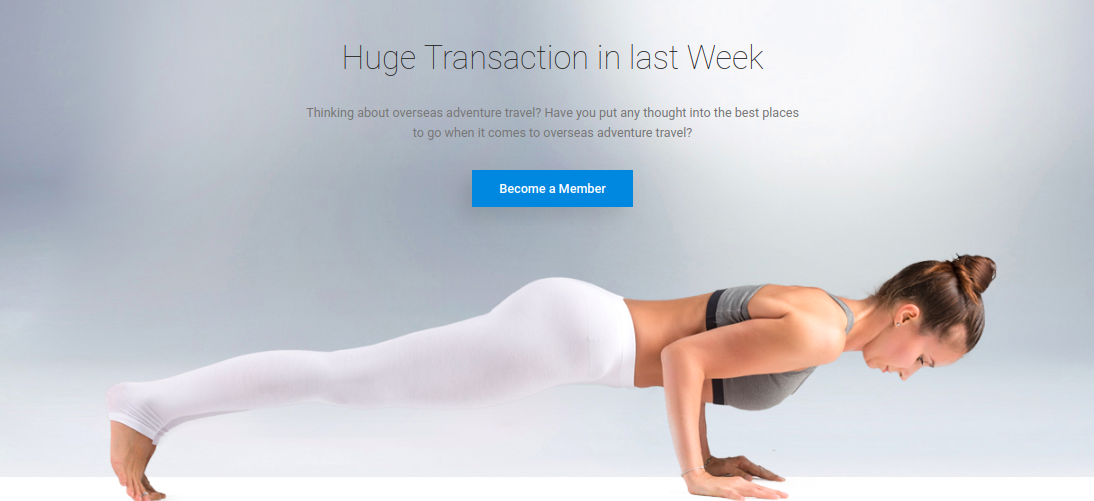 Huge Transaction in last Week
Thinking about overseas adventure travel? Have you put any thought into the best places
to go when it comes to overseas adventure travel?
Become a Member